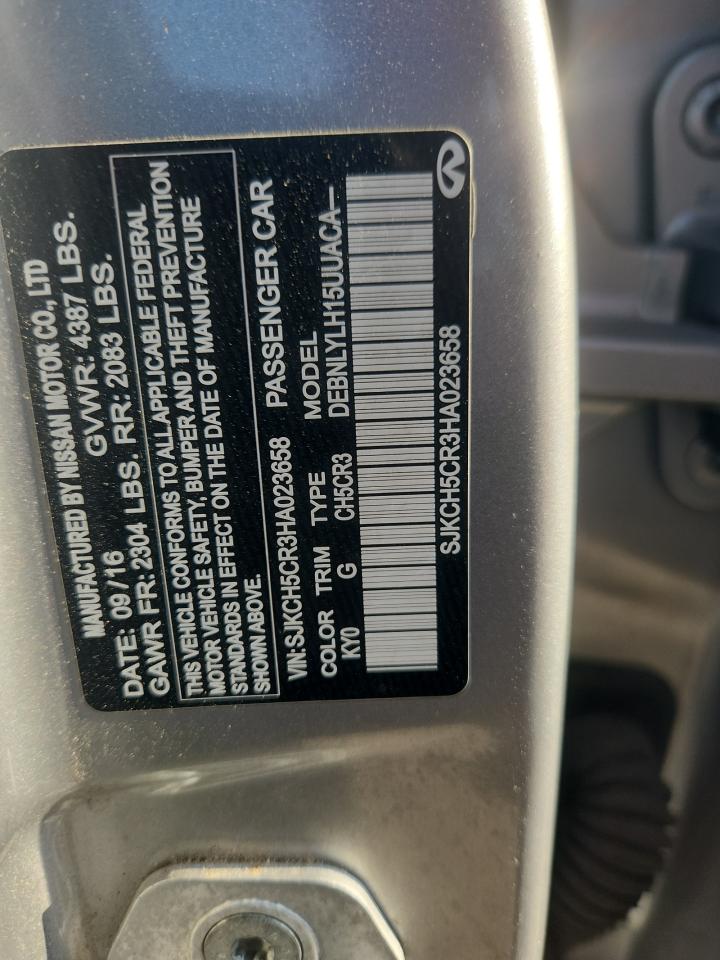 MANUFACTURED BY NISSAN MOTOR CO., LTD
DATE: 09/16 GVWR: 4387 LBS.
GAWR FR: 2304 LBS. RR: 2083 LBS.
THIS VEHICLE CONFORMS TO ALL APPLICABLE FEDERAL
MOTOR VEHICLE SAFETY, BUMPER AND THEFT PREVENTION
STANDARDS IN EFFECT ON THE DATE OF MANUFACTURE
SHOWN ABOVE.
VIN:SJKCH5CR3HA023658 PASSENGER CAR
COLOR TRIM TYPE MODEL
KY0 G CH5CR3 DEBNLYLH15UUACA–
SJKCH5CR3HA023658